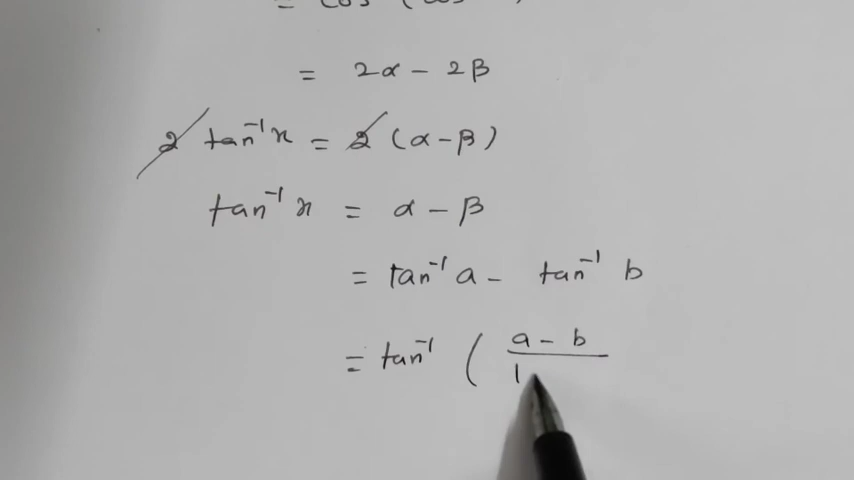 = 2α - 2β
2 tan⁻¹ x = 2 (α - β)
tan⁻¹ x = α - β
= tan⁻¹ a - tan⁻¹ b
= tan⁻¹ ( a - b
1